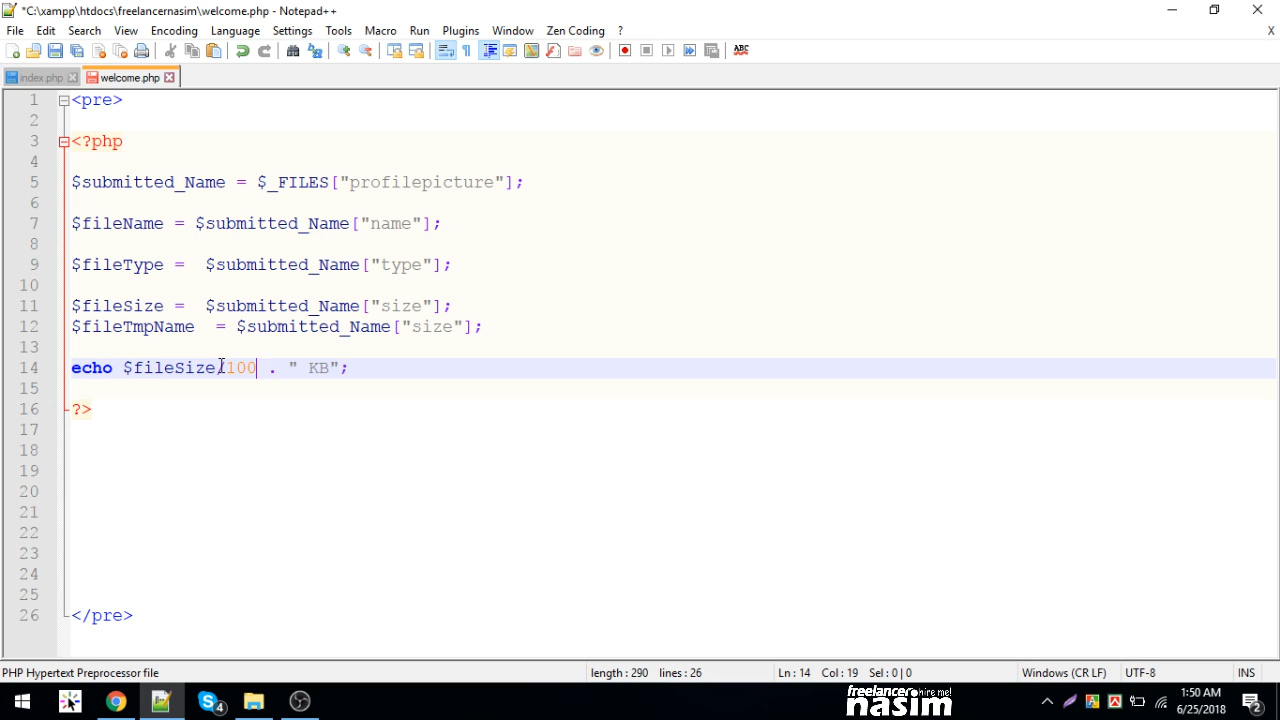 *C:\xampp\htdocs\freelancernasim\welcome.php - Notepad++
File Edit Search View Encoding Language Settings Tools Macro Run Plugins Window Zen Coding ? X
ABC
index.php welcome.php
1 <pre>
2
3 <?php
4
5 $submitted_Name = $_FILES["profilepicture"];
6
7 $fileName = $submitted_Name["name"];
8
9 $fileType =  $submitted_Name["type"];
10
11 $fileSize =  $submitted_Name["size"];
12 $fileTmpName  = $submitted_Name["size"];
13
14 echo $fileSize/100 . " KB";
15
16 ?>
17
18
19
20
21
22
23
24
25
26 </pre>
PHP Hypertext Preprocessor file length : 290 lines : 26 Ln : 14 Col : 19 Sel : 0 | 0 Windows (CR LF) UTF-8 INS
4 freelancer hire me! 1:50 AM
nasim 6/25/2018 2